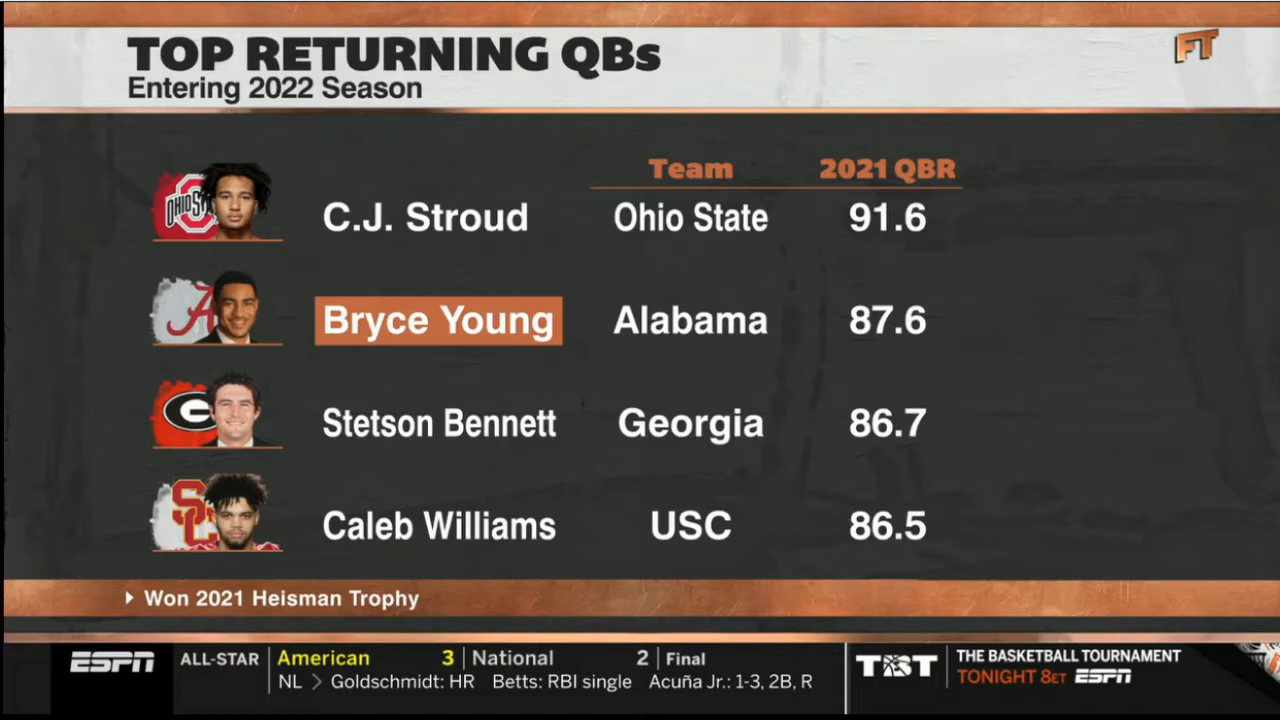 TOP RETURNING QBs
FT
Entering 2022 Season
Team 2021 QBR
OHIO STATE
C.J. Stroud Ohio State 91.6
A
Bryce Young Alabama 87.6
G
Stetson Bennett Georgia 86.7
SC
Caleb Williams USC 86.5
Won 2021 Heisman Trophy
ESPN ALL-STAR American 3 National 2 Final
NL > Goldschmidt: HR Betts: RBI single Acuña Jr.: 1-3, 2B, R
TBT THE BASKETBALL TOURNAMENT
TONIGHT 8ET ESPN